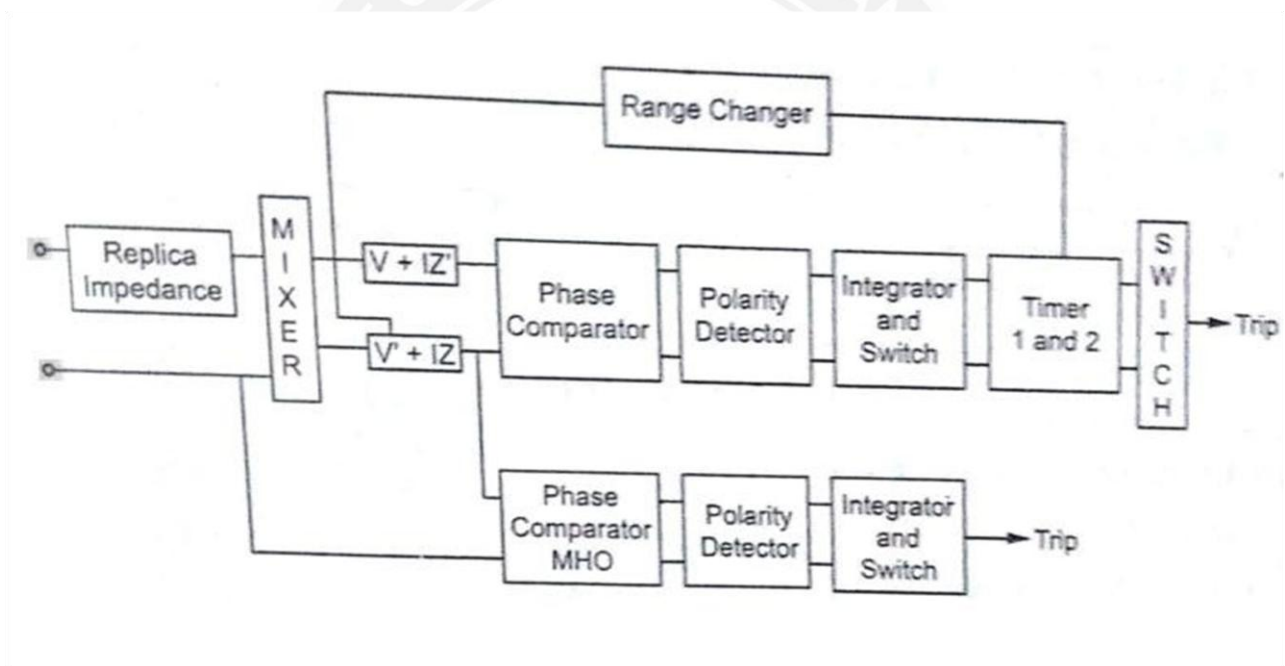 Range Changer
Replica
Impedance
M
I
X
E
R
V + IZ'
V' + IZ
Phase
Comparator
Polarity
Detector
Integrator
and
Switch
Timer
1 and 2
S
W
I
T
C
H
Trip
Phase
Comparator
MHO
Polarity
Detector
Integrator
and
Switch
Trip